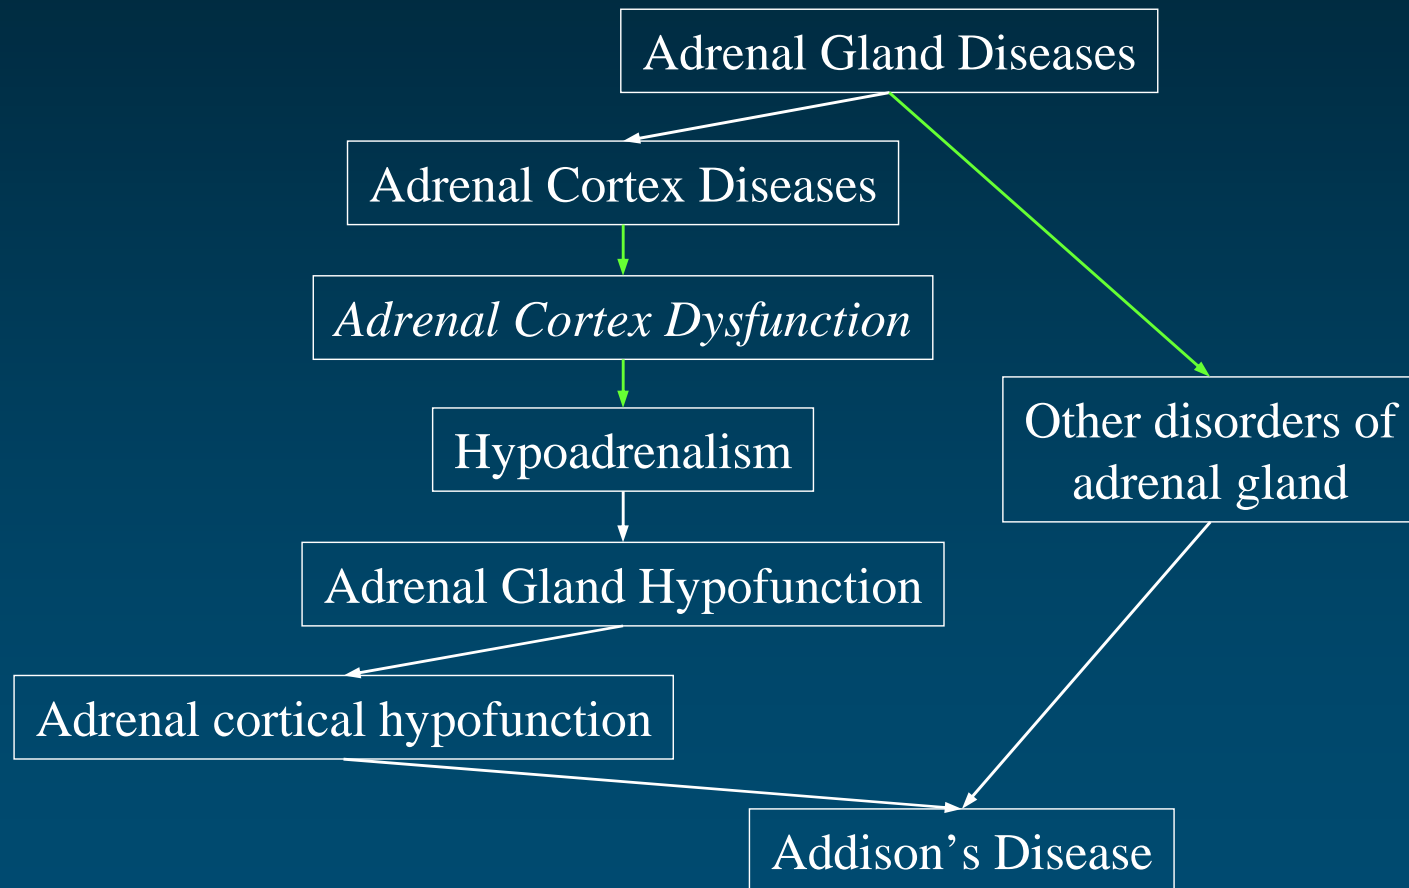 Adrenal Gland Diseases
Adrenal Cortex Diseases
Adrenal Cortex Dysfunction
Hypoadrenalism
Other disorders of
adrenal gland
Adrenal Gland Hypofunction
Adrenal cortical hypofunction
Addison’s Disease